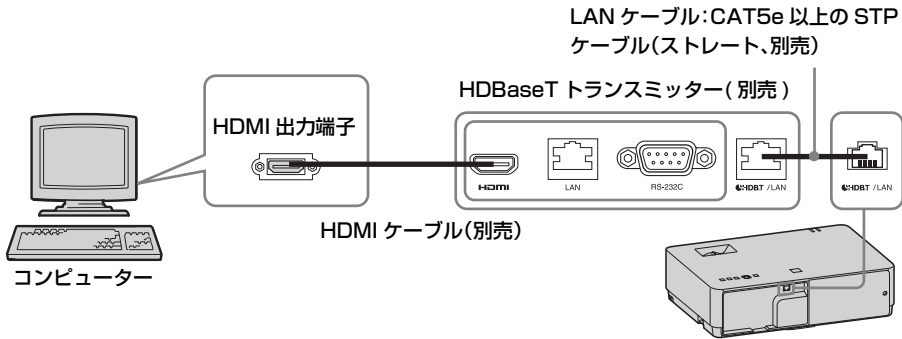 LAN ケーブル：CAT5e 以上の STP
ケーブル（ストレート、別売）
HDBaseT トランスミッター( 別売 )
HDMI 出力端子
HDMI
LAN
RS-232C
HDBT /LAN
HDBT /LAN
HDMI ケーブル（別売）
コンピューター